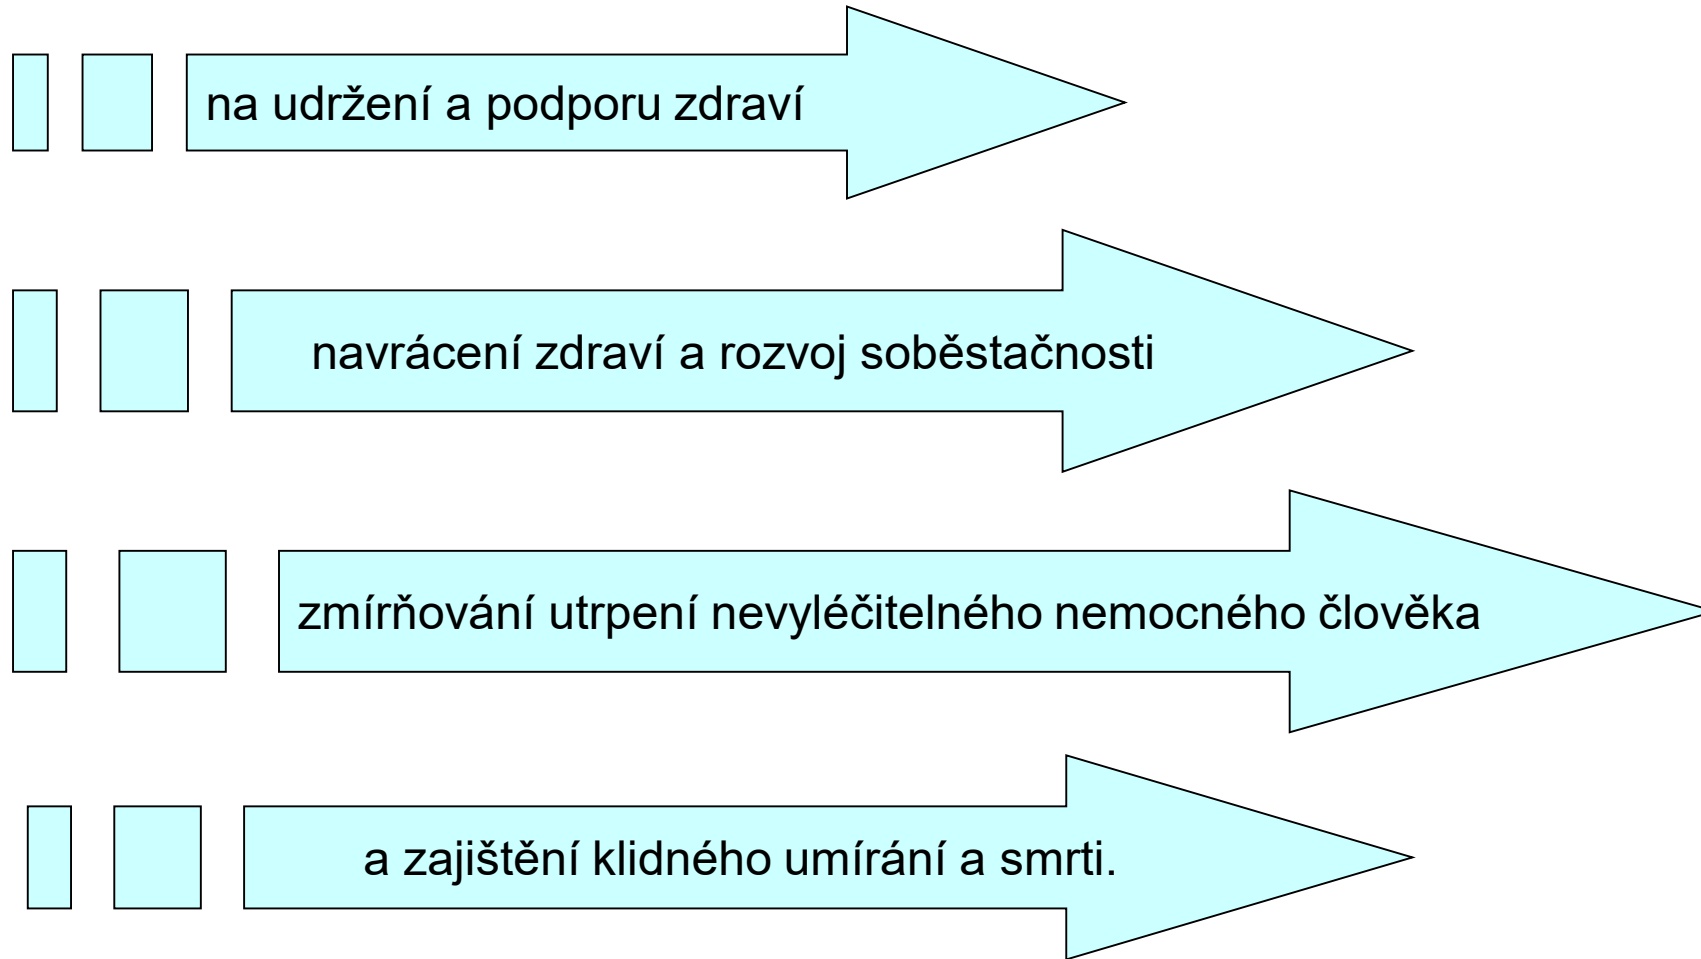 na udržení a podporu zdraví
navrácení zdraví a rozvoj soběstačnosti
zmírňování utrpení nevyléčitelného nemocného člověka
a zajištění klidného umírání a smrti.